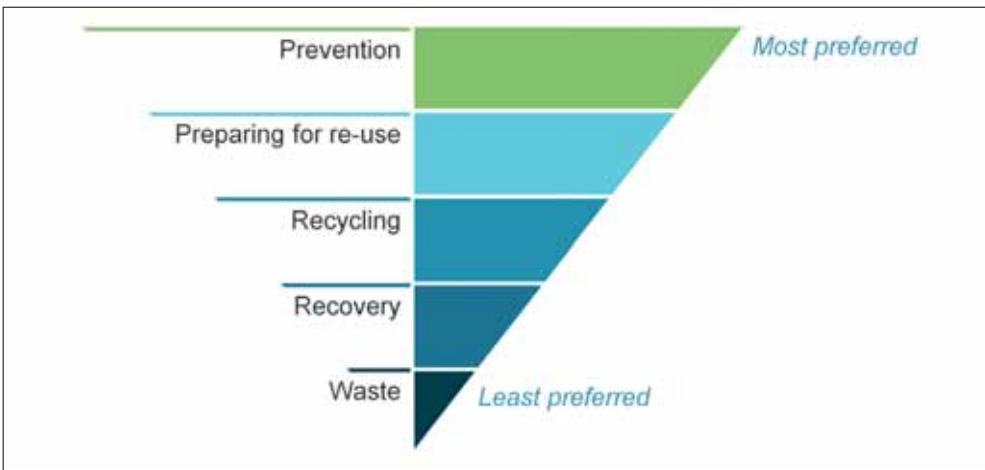 Prevention
Most preferred
Preparing for re-use
Recycling
Recovery
Waste
Least preferred